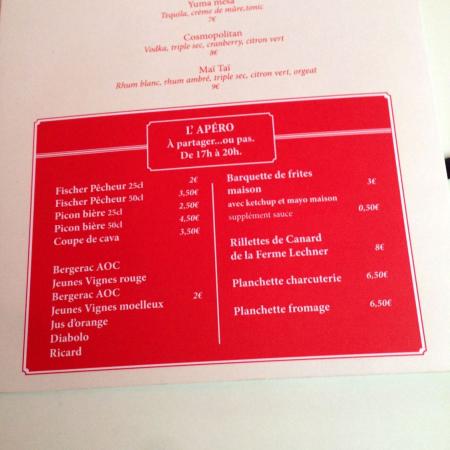 Yuma mesa
Tequila, crème de mûre,tonic
7€
Cosmopolitan
Vodka, triple sec, cranberry, citron vert
8€
Maï Taï
Rhum blanc, rhum ambré, triple sec, citron vert, orgeat
9€
L' APÉRO
À partager...ou pas.
De 17h à 20h.
Fischer Pêcheur 25cl 2€
Fischer Pêcheur 50cl 3,50€
Picon bière 25cl 2,50€
Picon bière 50cl 4,50€
Coupe de cava 3,50€
Bergerac AOC
Jeunes Vignes rouge
Bergerac AOC
Jeunes Vignes moelleux 2€
Jus d'orange
Diabolo
Ricard
Barquette de frites
maison 3€
avec ketchup et mayo maison
supplément sauce 0,50€
Rillettes de Canard
de la Ferme Lechner 8€
Planchette charcuterie 6,50€
Planchette fromage 6,50€